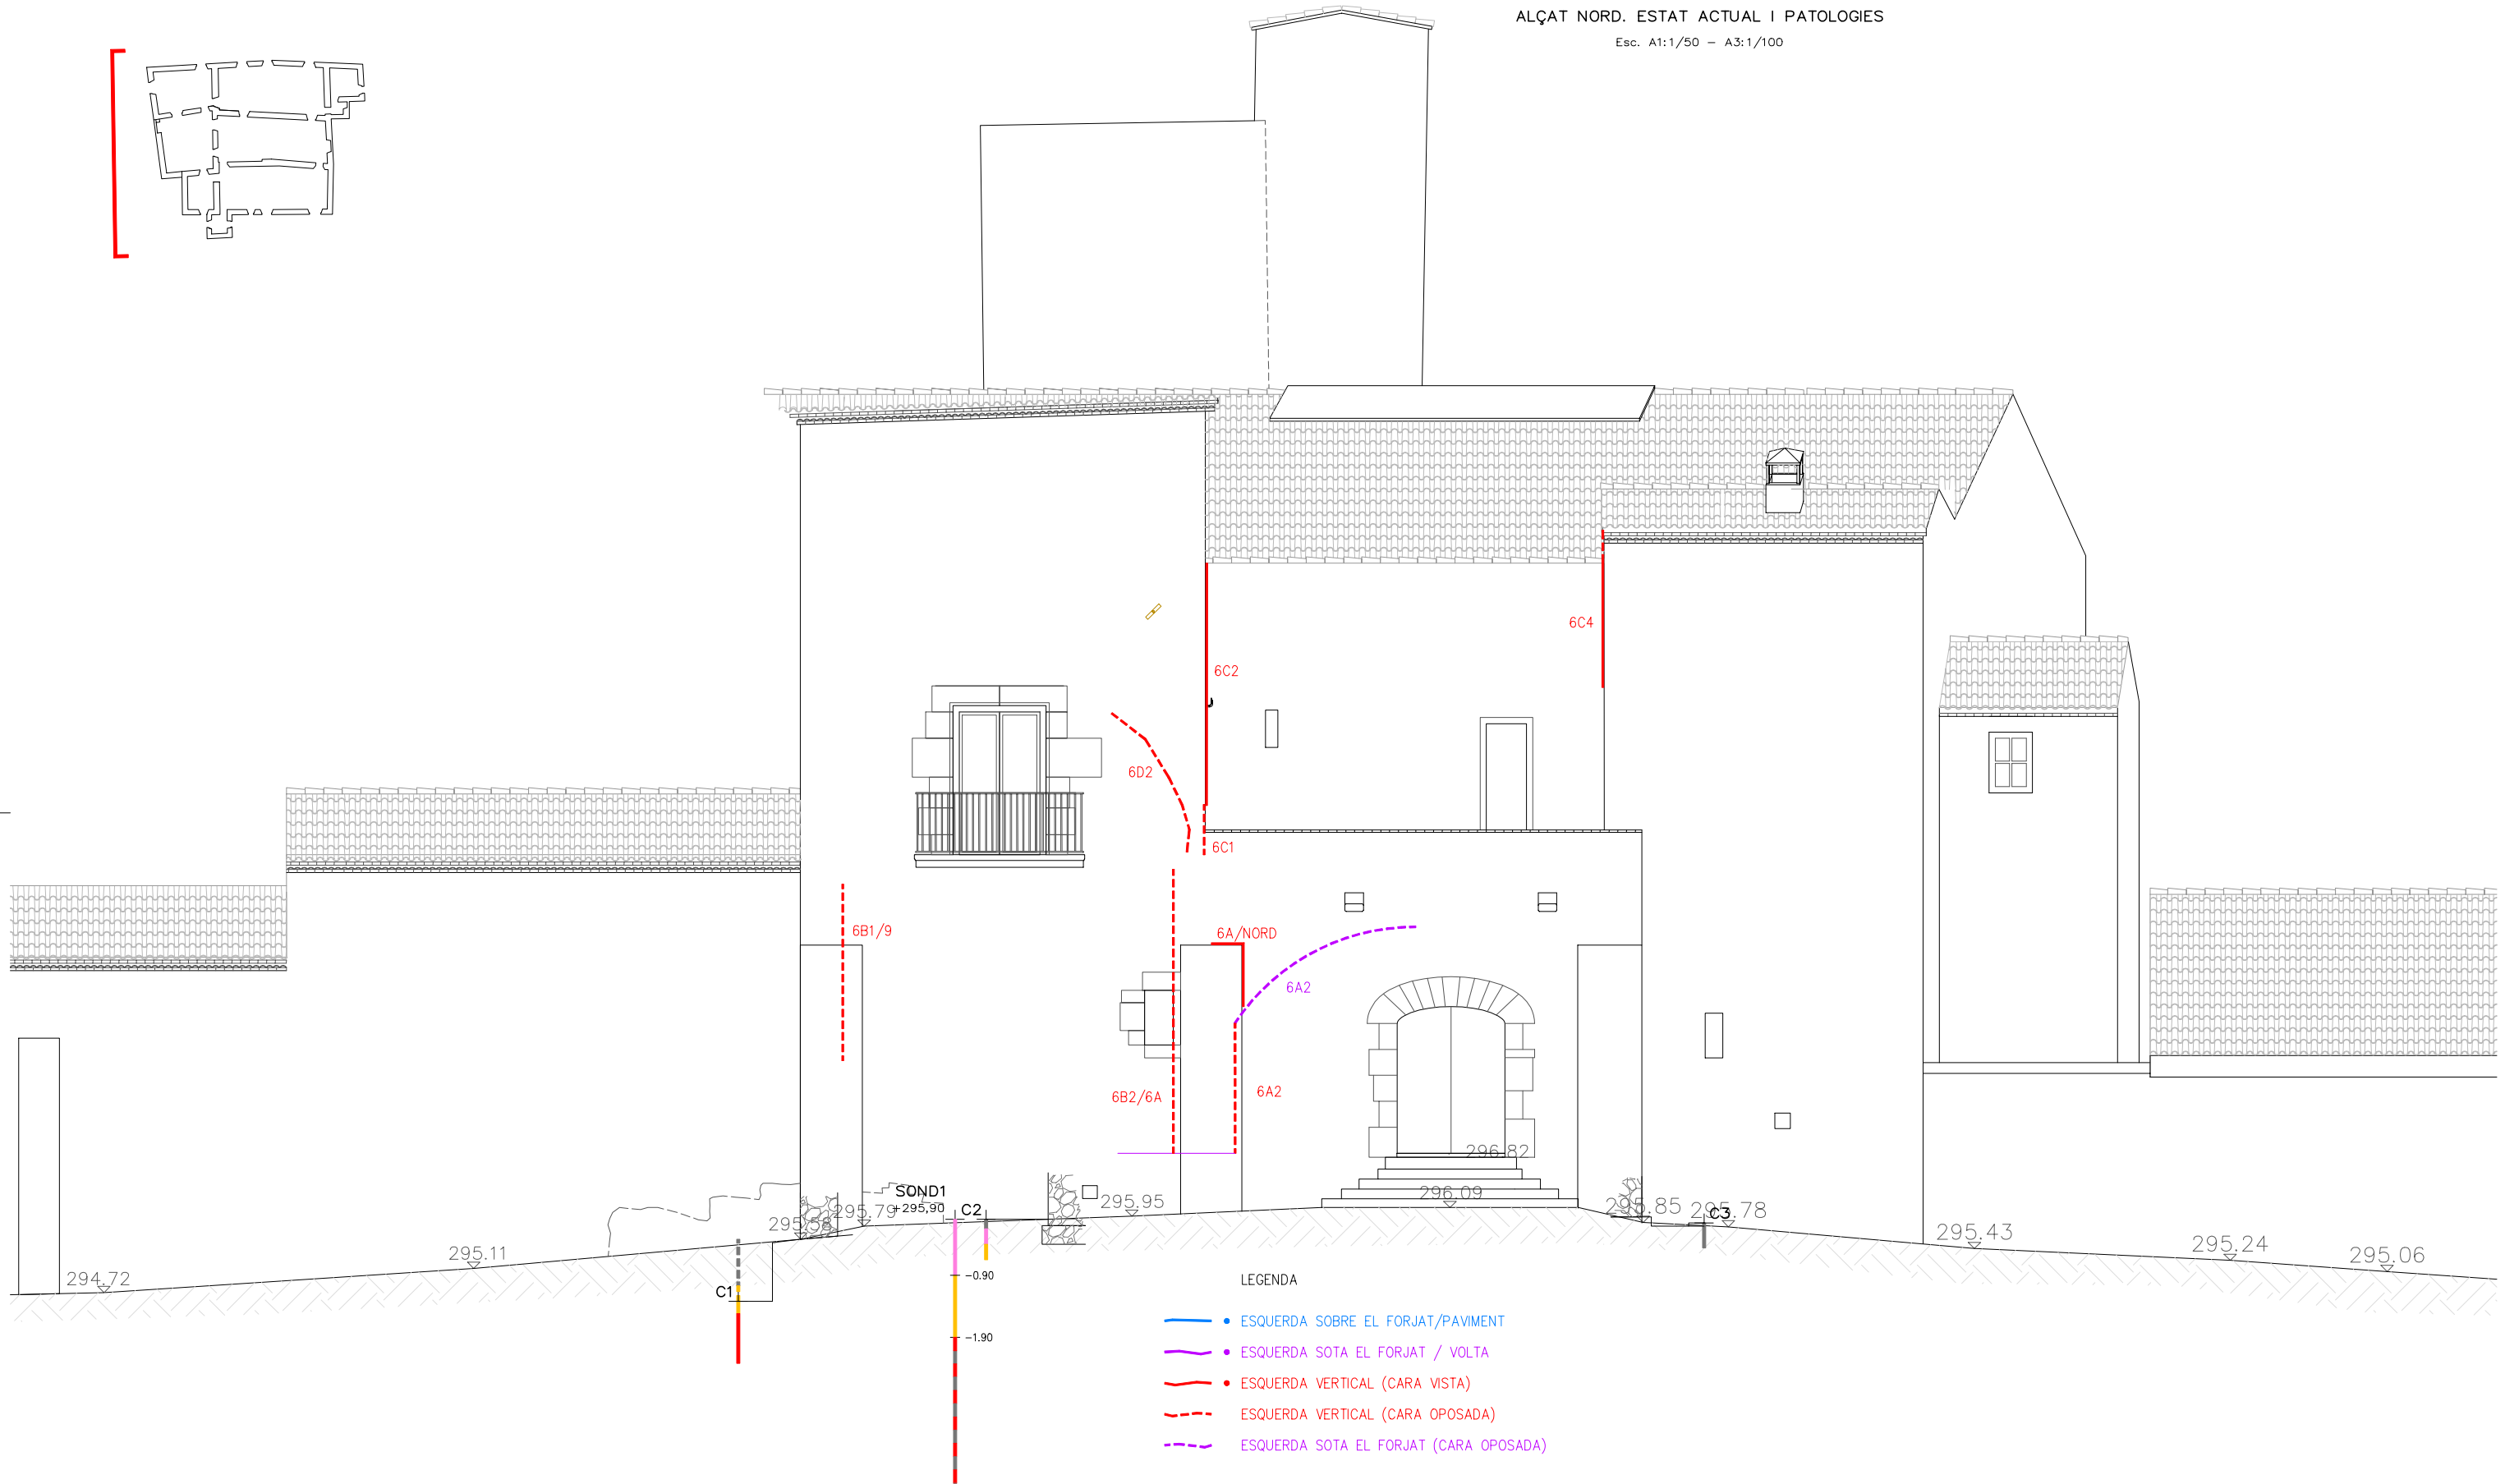 ALÇAT NORD. ESTAT ACTUAL I PATOLOGIES
Esc. A1:1/50 – A3:1/100
6C4
6C2
6D2
6C1
6B1/9
6A/NORD
6A2
6B2/6A
6A2
296.82
SOND1
+295,90
C2
295.95
296.09
295.79
295.58
295.85
295.78
C3
295.43
295.24
295.06
295.11
294.72
C1
-0.90
-1.90
LEGENDA
ESQUERDA SOBRE EL FORJAT/PAVIMENT
ESQUERDA SOTA EL FORJAT / VOLTA
ESQUERDA VERTICAL (CARA VISTA)
ESQUERDA VERTICAL (CARA OPOSADA)
ESQUERDA SOTA EL FORJAT (CARA OPOSADA)